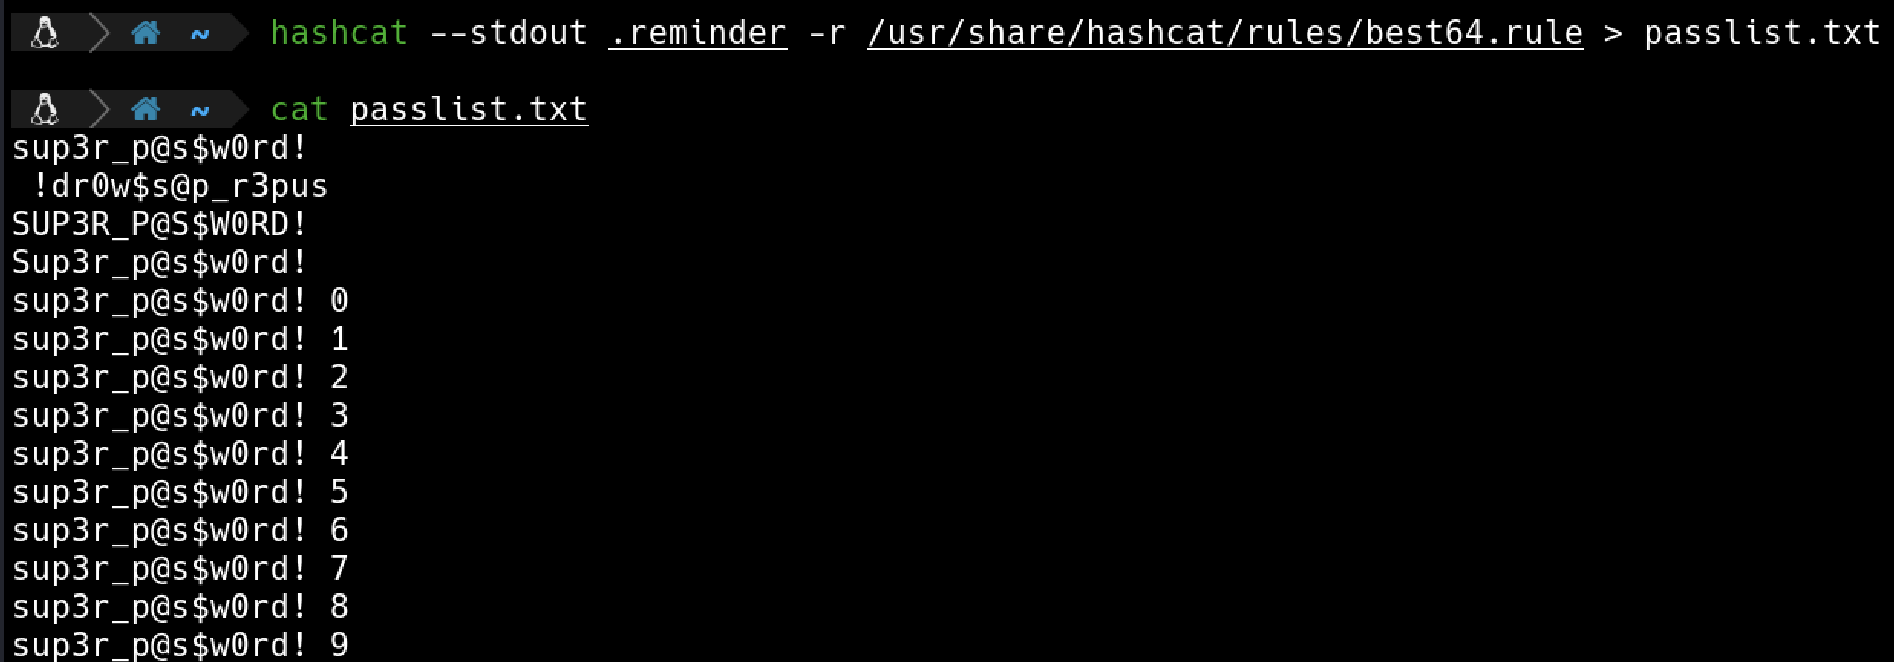 ~ hashcat --stdout .reminder -r /usr/share/hashcat/rules/best64.rule > passlist.txt
~ cat passlist.txt
sup3r_p@s$w0rd!
 !dr0w$s@p_r3pus
SUP3R_P@S$W0RD!
Sup3r_p@s$w0rd!
sup3r_p@s$w0rd! 0
sup3r_p@s$w0rd! 1
sup3r_p@s$w0rd! 2
sup3r_p@s$w0rd! 3
sup3r_p@s$w0rd! 4
sup3r_p@s$w0rd! 5
sup3r_p@s$w0rd! 6
sup3r_p@s$w0rd! 7
sup3r_p@s$w0rd! 8
sup3r_p@s$w0rd! 9